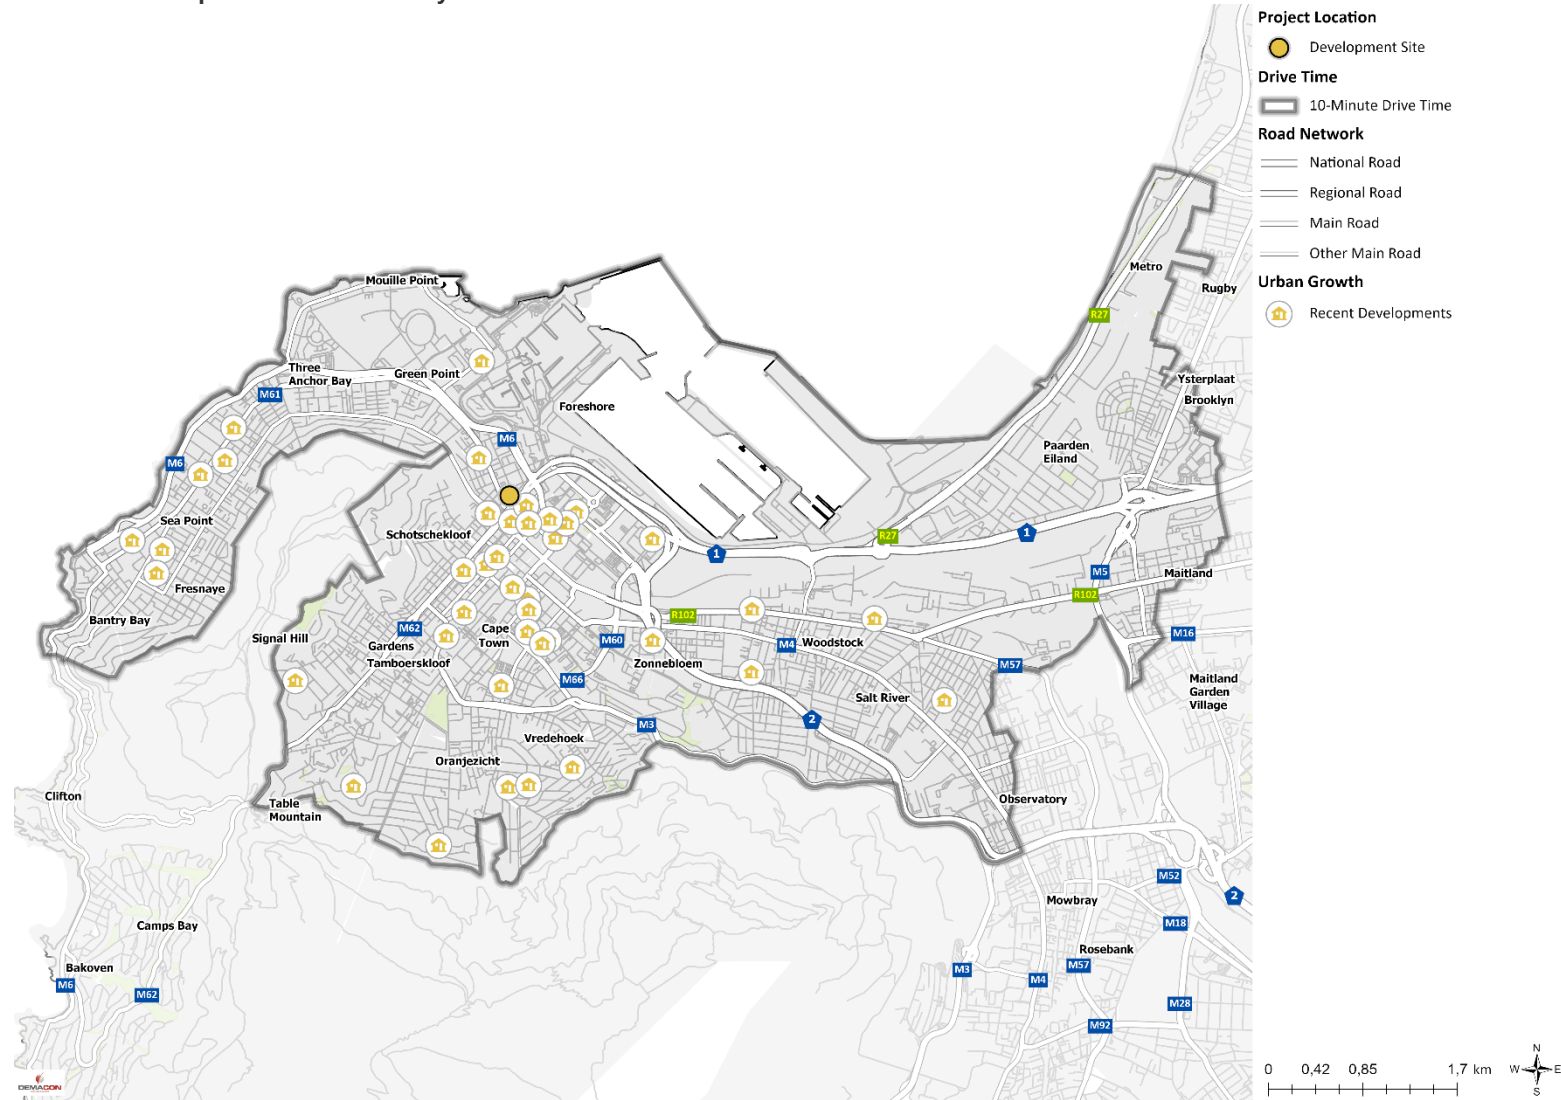 Project Location
Development Site
Drive Time
10-Minute Drive Time
Road Network
National Road
Regional Road
Main Road
Other Main Road
Urban Growth
Recent Developments
Metro
Rugby
Mouille Point
R27
Three
Anchor Bay
Green Point
Ysterplaat
M61
Brooklyn
Foreshore
M6
Paarden
Eiland
M6
Sea Point
Schotschekloof
R27
1
1
Fresnaye
M5
Maitland
R102
Bantry Bay
R102
Signal Hill
M62
Cape
Town
M60
M4
Woodstock
M16
Gardens
Tamboerskloof
Zonnebloem
M57
M66
Maitland
Garden
Village
Salt River
M3
2
Vredehoek
Oranjezicht
Clifton
Table
Mountain
Observatory
M52
2
Mowbray
Camps Bay
M18
Rosebank
Bakoven
M6
M62
M3
M4
M57
M28
M92
DEMACON
0 0,42 0,85 1,7 km
N
W E
S